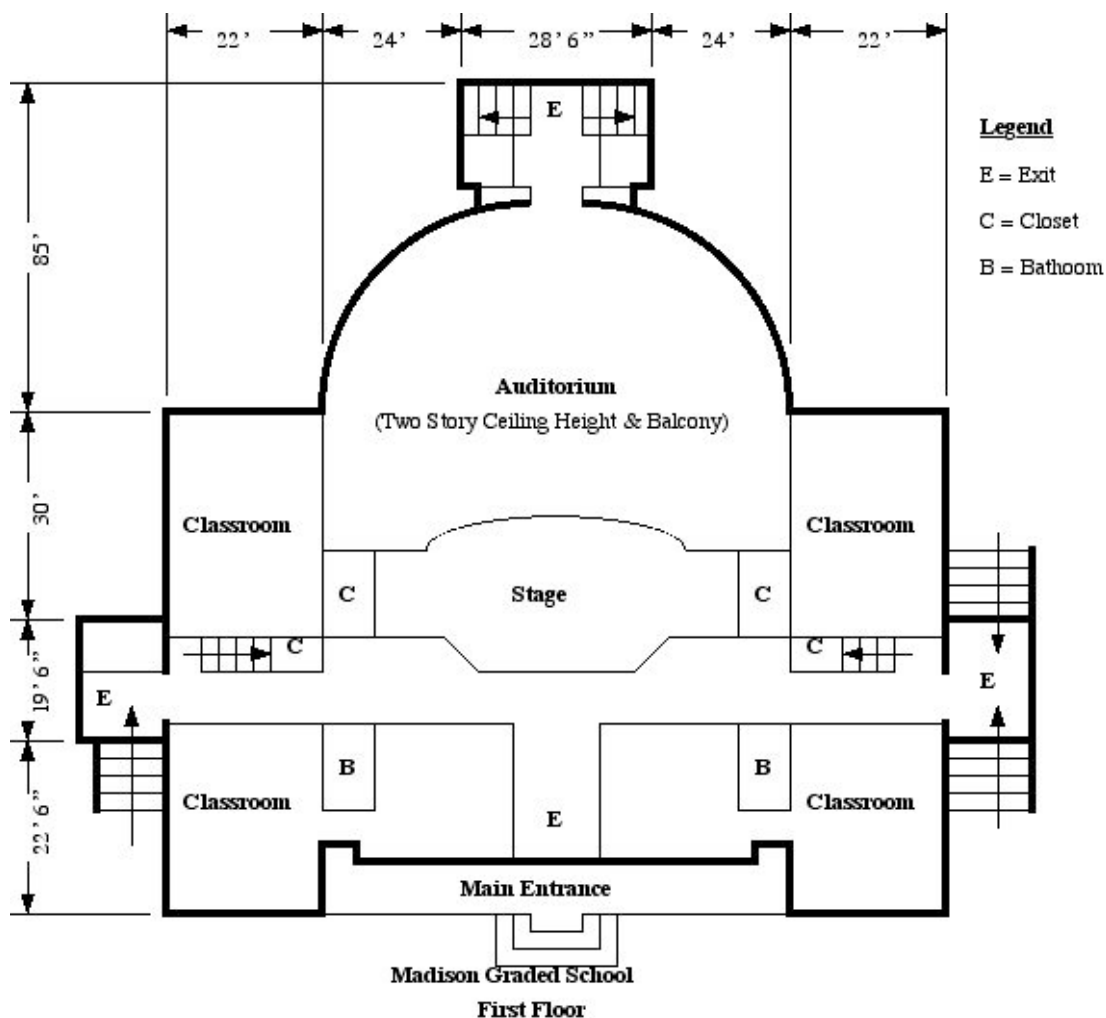 22’ 24’ 28’6” 24’ 22’
E
Legend
E = Exit
C = Closet
B = Bathoom
85’
Auditorium
(Two Story Ceiling Height & Balcony)
30’
Classroom
Classroom
C
Stage
C
C
C
19’6”
E
E
B
B
22’6”
Classroom
Classroom
E
Main Entrance
Madison Graded School
First Floor